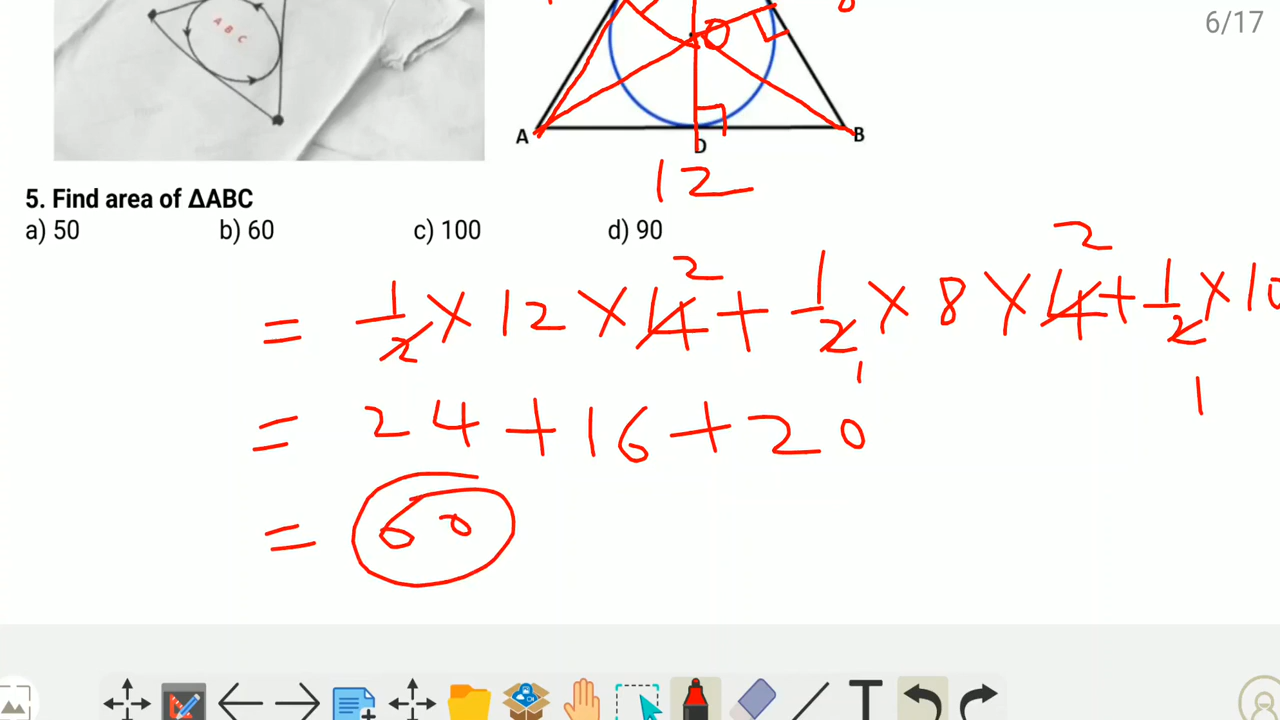 6/17
A B C
O
A
B
D
12
5. Find area of ΔABC
a) 50 b) 60 c) 100 d) 90
2 2
= 1/2 × 12 × 4 + 1/2 × 8 × 4 + 1/2 × 10
1 1
= 24 + 16 + 20
= 60
T